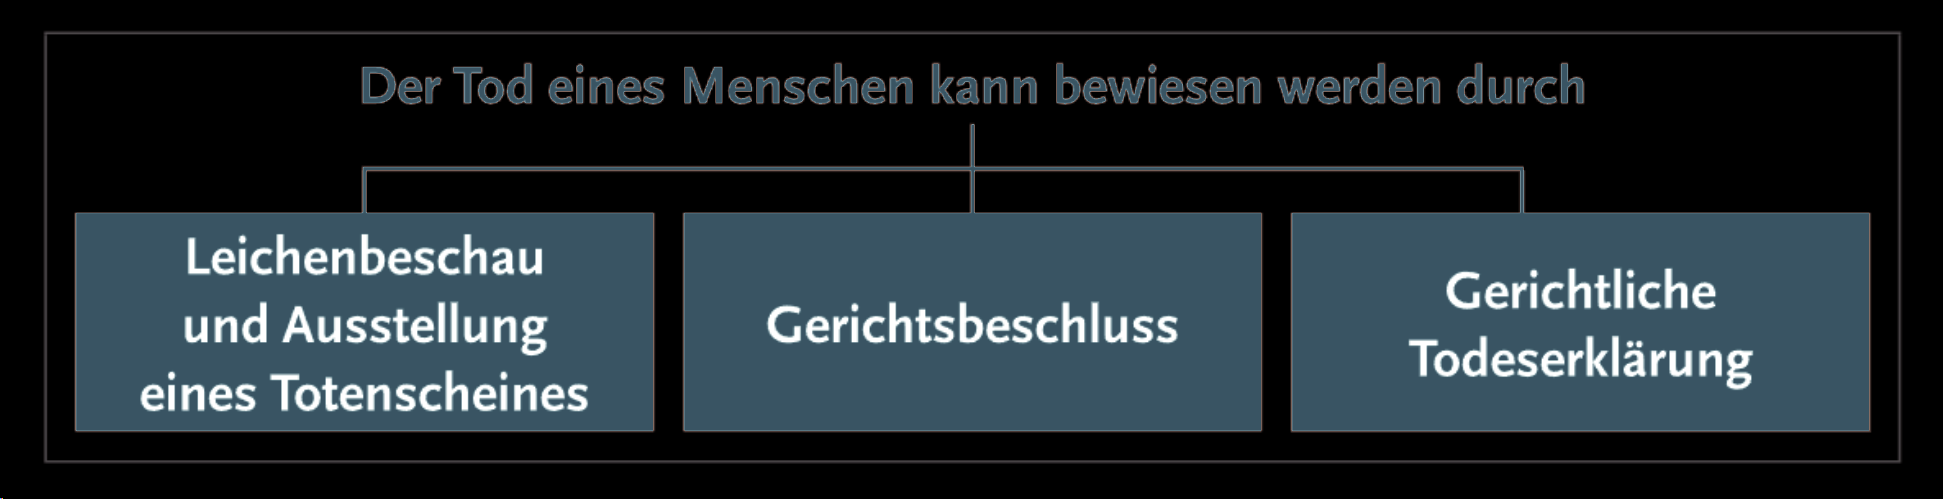 Der Tod eines Menschen kann bewiesen werden durch
Leichenbeschau
und Ausstellung
eines Totenscheines
Gerichtsbeschluss
Gerichtliche
Todeserklärung